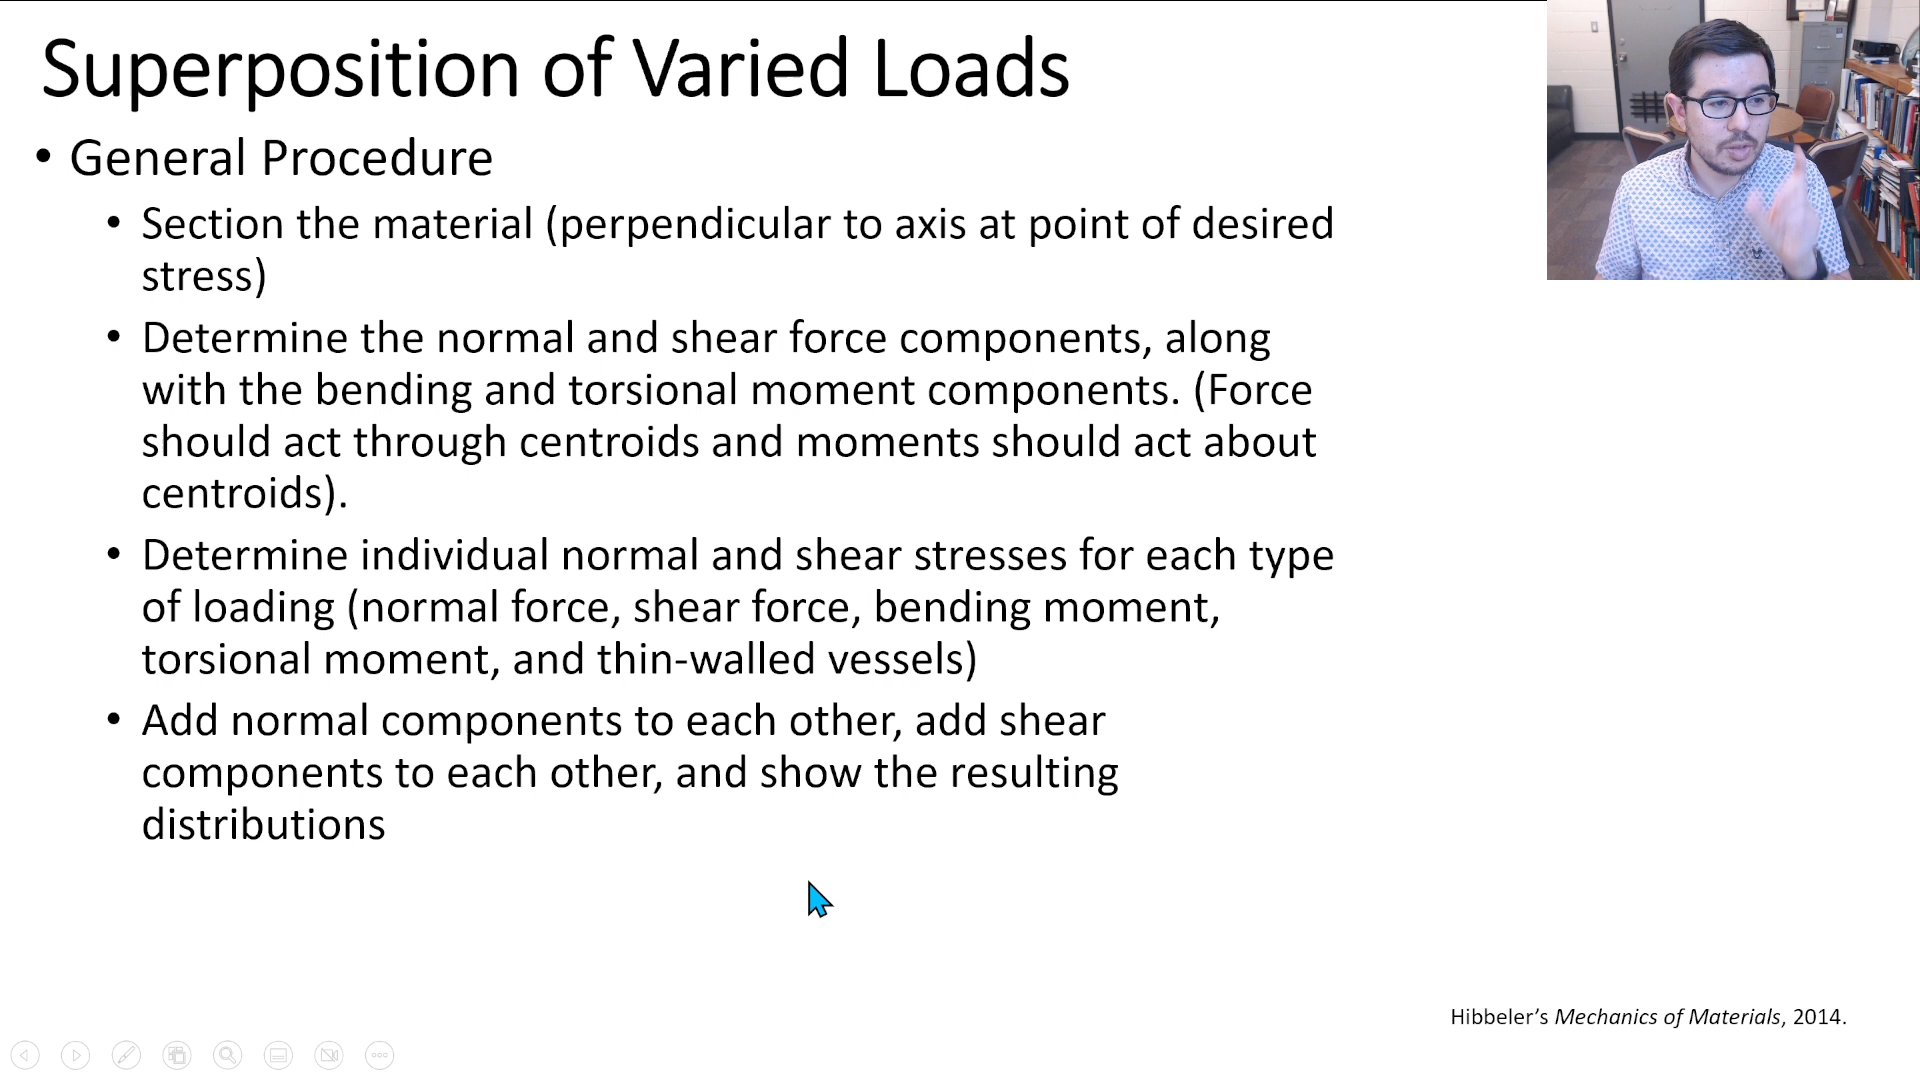 Superposition of Varied Loads
• General Procedure
• Section the material (perpendicular to axis at point of desired
stress)
• Determine the normal and shear force components, along
with the bending and torsional moment components. (Force
should act through centroids and moments should act about
centroids).
• Determine individual normal and shear stresses for each type
of loading (normal force, shear force, bending moment,
torsional moment, and thin-walled vessels)
• Add normal components to each other, add shear
components to each other, and show the resulting
distributions
Hibbeler’s Mechanics of Materials, 2014.